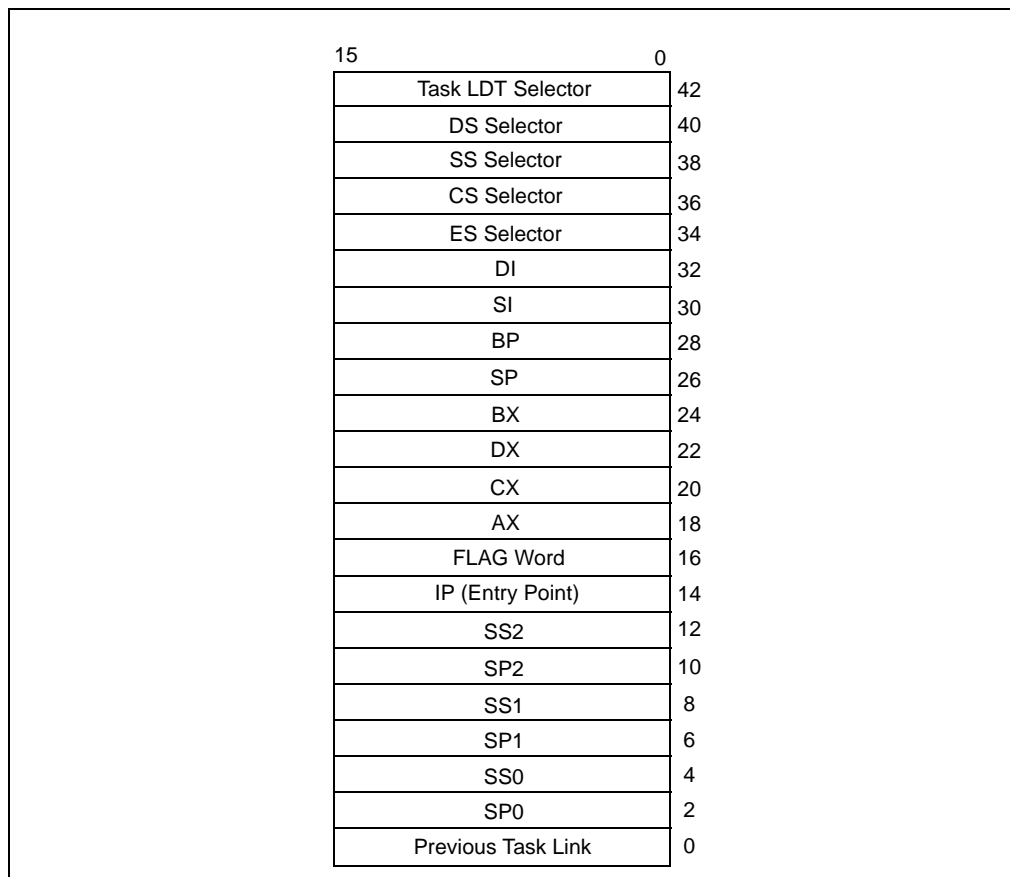 15 0
Task LDT Selector 42
DS Selector 40
SS Selector 38
CS Selector 36
ES Selector 34
DI 32
SI 30
BP 28
SP 26
BX 24
DX 22
CX 20
AX 18
FLAG Word 16
IP (Entry Point) 14
SS2 12
SP2 10
SS1 8
SP1 6
SS0 4
SP0 2
Previous Task Link 0